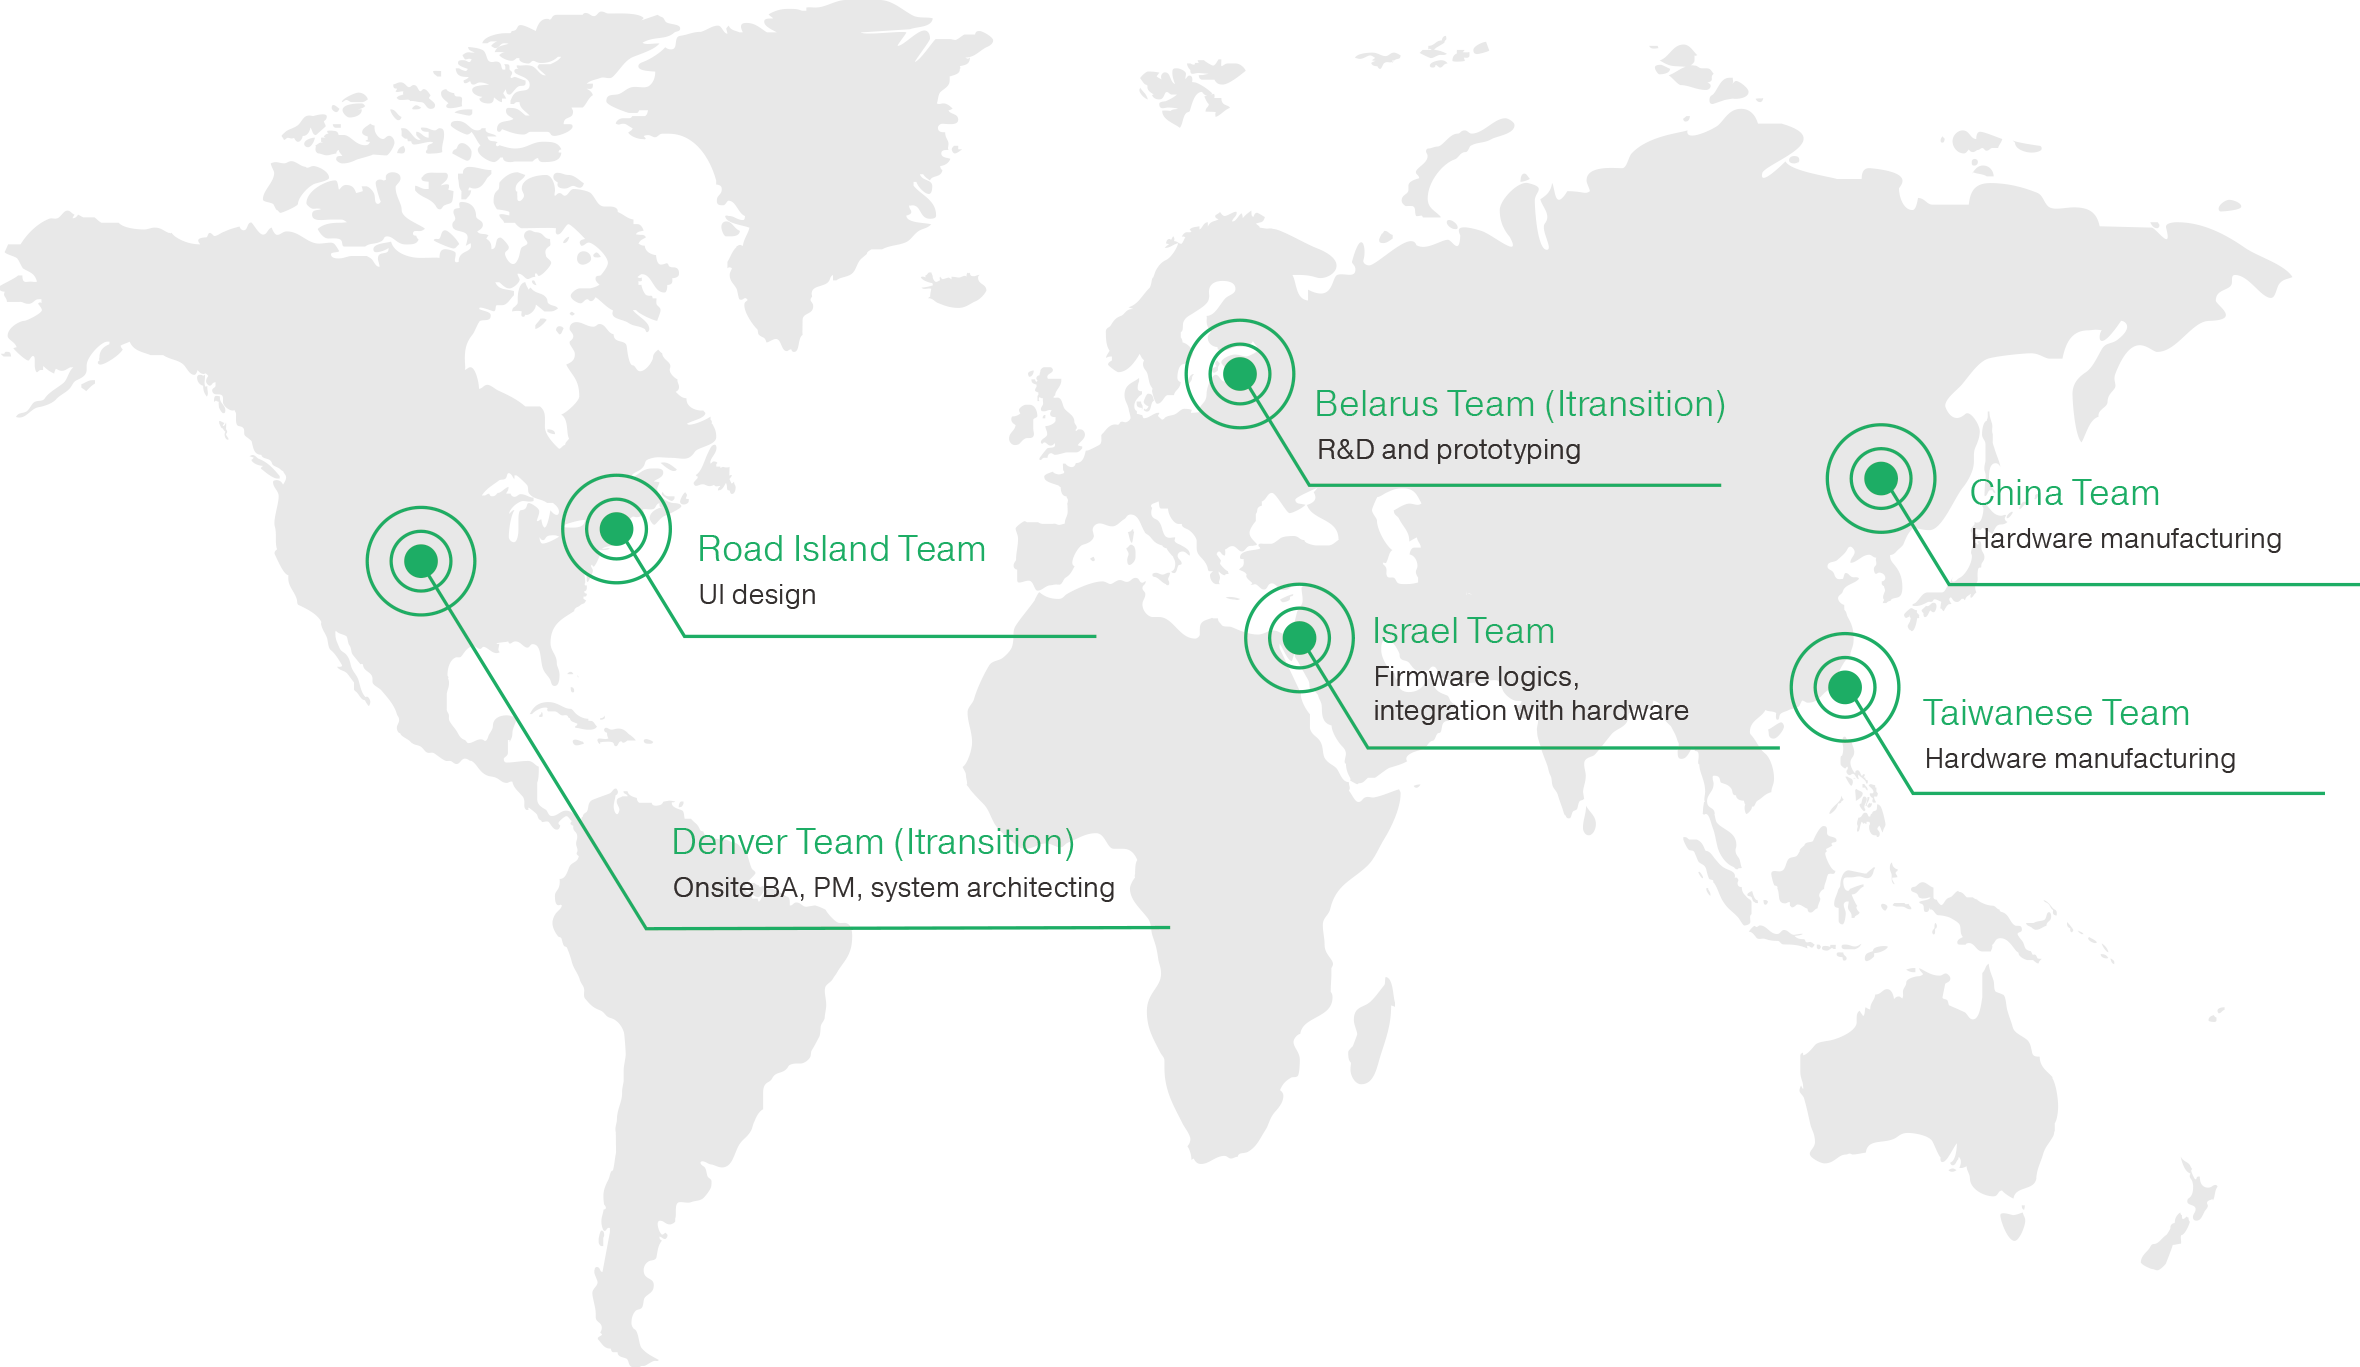 Belarus Team (Itransition)
R&D and prototyping
China Team
Hardware manufacturing
Road Island Team
UI design
Israel Team
Firmware logics,
integration with hardware
Taiwanese Team
Hardware manufacturing
Denver Team (Itransition)
Onsite BA, PM, system architecting